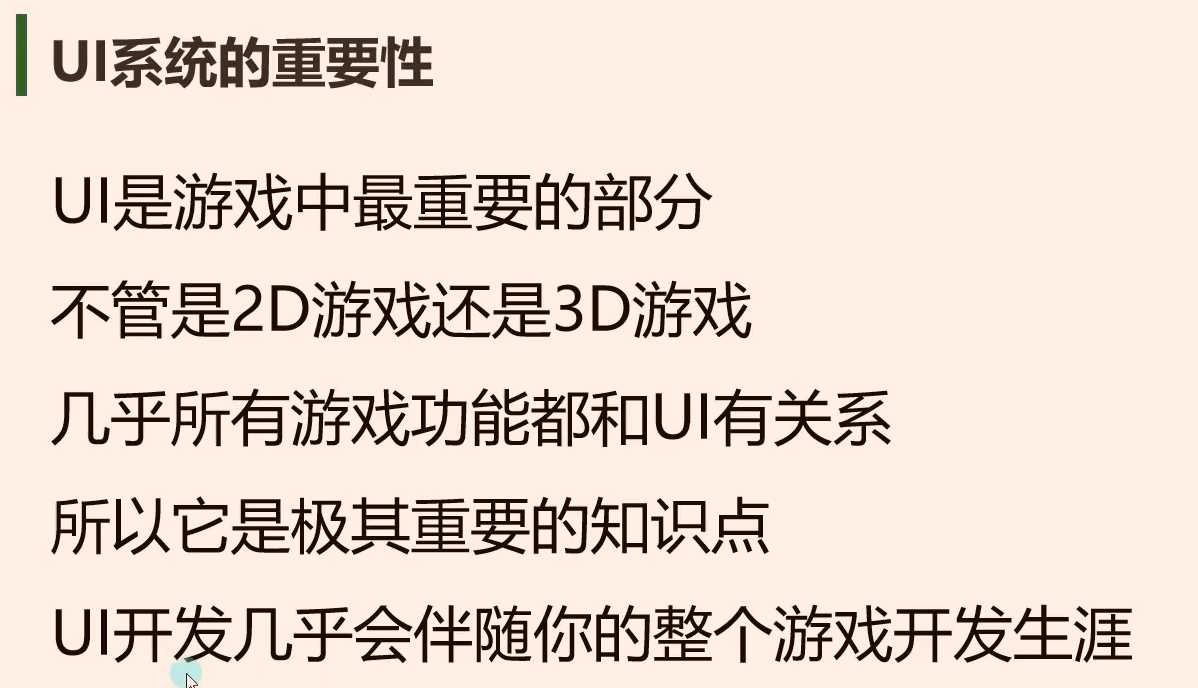 UI系统的重要性
UI是游戏中最重要的部分
不管是2D游戏还是3D游戏
几乎所有游戏功能都和UI有关系
所以它是极其重要的知识点
UI开发几乎会伴随你的整个游戏开发生涯